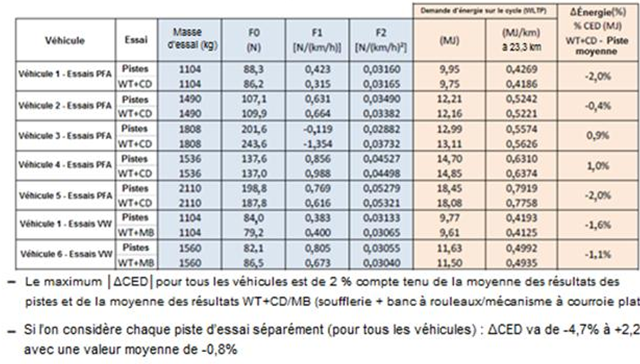 Véhicule Essai Masse d'essai (kg) F0 (N) F1 [N/(km/h)] F2 [N/(km/h)²] Demande d'énergie sur le cycle (WLTP) (MJ) (MJ/km) à 23,3 km ΔÉnergie(%) % CED (MJ) WT+CD - Piste moyenne
Véhicule 1 - Essais PFA Pistes 1104 88,3 0,423 0,03160 9,95 0,4269 -2,0%
WT+CD 1104 86,2 0,315 0,03165 9,75 0,4186
Véhicule 2 - Essais PFA Pistes 1490 107,1 0,631 0,03490 12,21 0,5242 -0,4%
WT+CD 1490 109,9 0,664 0,03382 12,16 0,5221
Véhicule 3 - Essais PFA Pistes 1808 201,6 -0,119 0,02882 12,99 0,5574 0,9%
WT+CD 1808 243,6 -1,354 0,03732 13,11 0,5626
Véhicule 4 - Essais PFA Pistes 1536 137,6 0,856 0,04527 14,70 0,6310 1,0%
WT+CD 1536 137,0 0,988 0,04498 14,85 0,6374
Véhicule 5 - Essais PFA Pistes 2110 198,8 0,769 0,05279 18,45 0,7919 -2,0%
WT+CD 2110 187,8 0,616 0,05321 18,08 0,7758
Véhicule 1 - Essais VW Pistes 1104 84,0 0,383 0,03133 9,77 0,4193 -1,6%
WT+MB 1104 79,2 0,400 0,03065 9,61 0,4125
Véhicule 6 - Essais VW Pistes 1560 82,1 0,805 0,03055 11,63 0,4992 -1,1%
WT+MB 1560 86,5 0,673 0,03040 11,50 0,4935
– Le maximum |ΔCED| pour tous les véhicules est de 2 % compte tenu de la moyenne des résultats des
pistes et de la moyenne des résultats WT+CD/MB (soufflerie + banc à rouleaux/mécanisme à courroie plat
– Si l'on considère chaque piste d'essai séparément (pour tous les véhicules) : ΔCED va de -4,7% à +2,2
avec une valeur moyenne de -0,8%